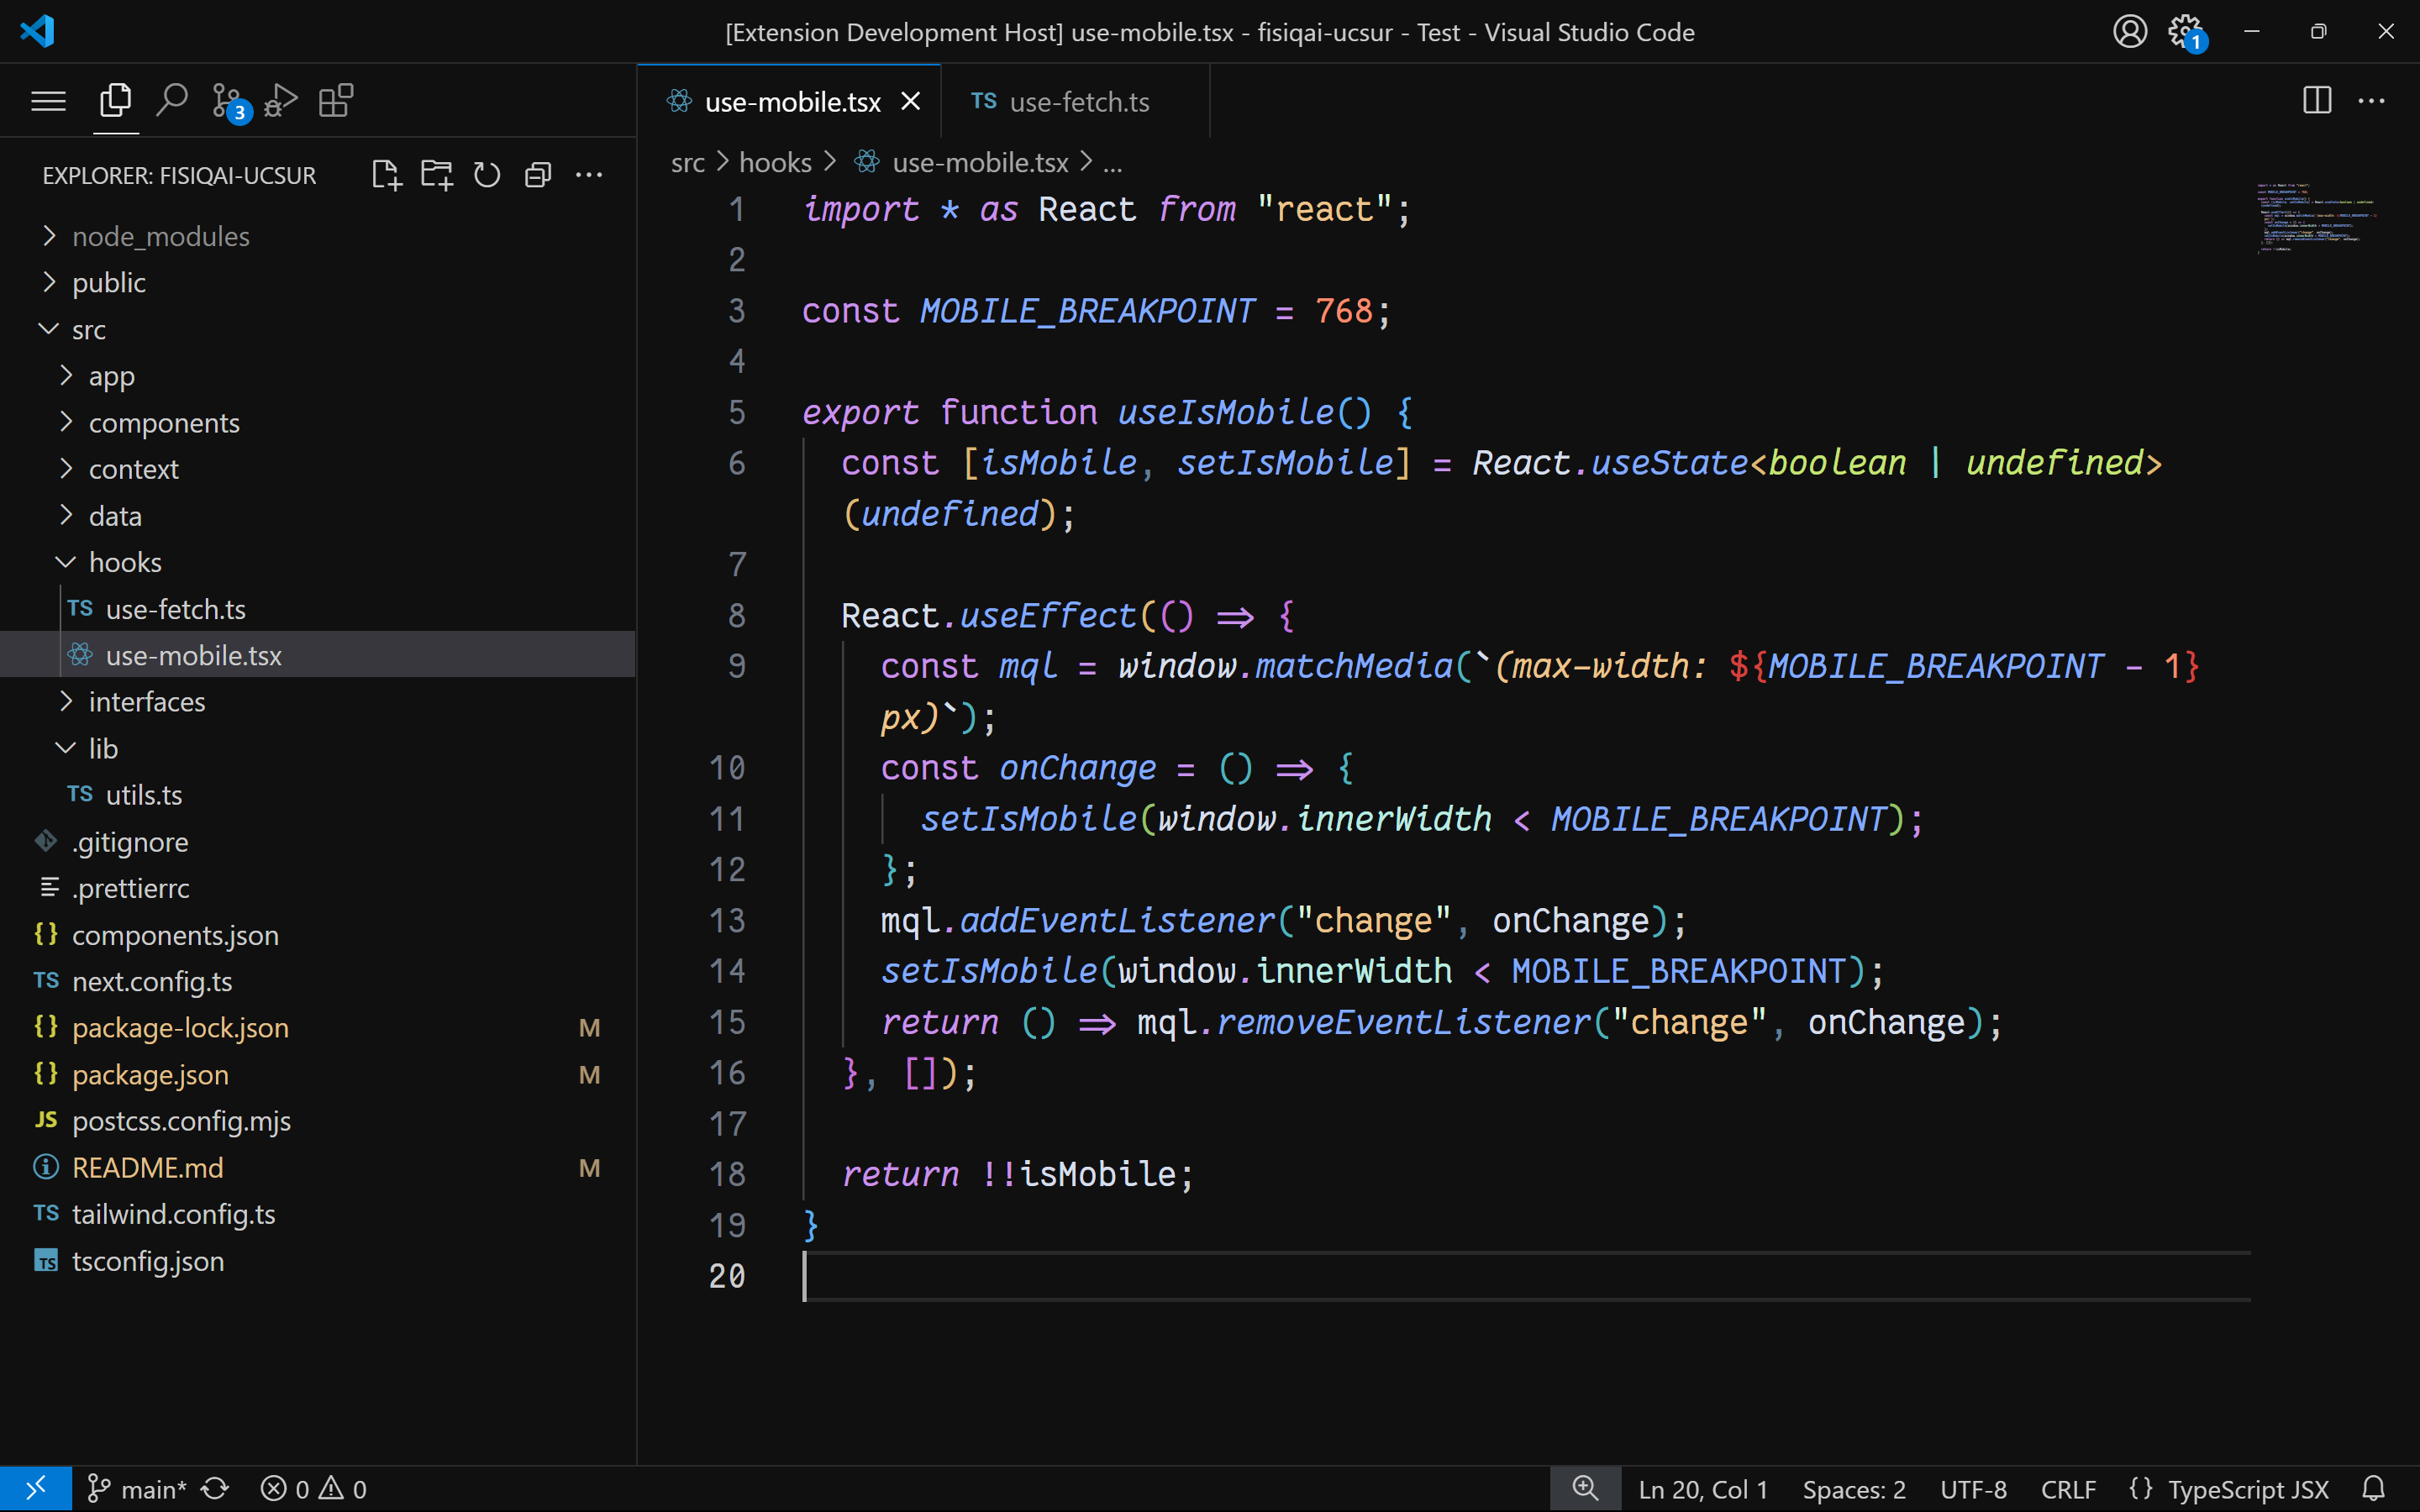 [Extension Development Host] use-mobile.tsx - fisiqai-ucsur - Test - Visual Studio Code
1
3
EXPLORER: FISIQAI-UCSUR
node_modules
public
src
app
components
context
data
hooks
TS use-fetch.ts
use-mobile.tsx
interfaces
lib
TS utils.ts
.gitignore
.prettierrc
{} components.json
TS next.config.ts
{} package-lock.json M
{} package.json M
JS postcss.config.mjs
README.md M
TS tailwind.config.ts
TS tsconfig.json
use-mobile.tsx
TS use-fetch.ts
src > hooks > use-mobile.tsx > ...
1 import * as React from "react";
2
3 const MOBILE_BREAKPOINT = 768;
4
5 export function useIsMobile() {
6 const [isMobile, setIsMobile] = React.useState<boolean | undefined>
(undefined);
7
8 React.useEffect(() => {
9 const mql = window.matchMedia(`(max-width: ${MOBILE_BREAKPOINT - 1}
px)`);
10 const onChange = () => {
11 setIsMobile(window.innerWidth < MOBILE_BREAKPOINT);
12 };
13 mql.addEventListener("change", onChange);
14 setIsMobile(window.innerWidth < MOBILE_BREAKPOINT);
15 return () => mql.removeEventListener("change", onChange);
16 }, []);
17
18 return !!isMobile;
19 }
20
main* 0 0 Ln 20, Col 1 Spaces: 2 UTF-8 CRLF {} TypeScript JSX